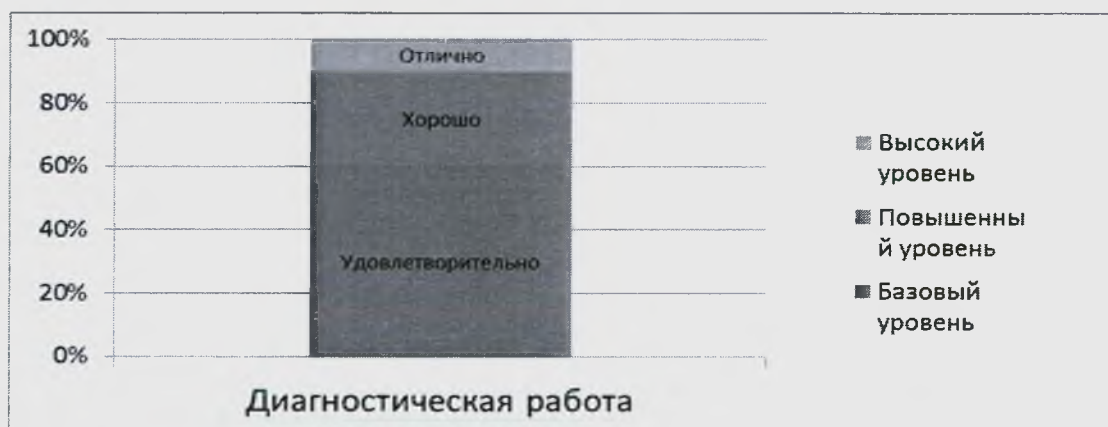 100%
Отлично
80%
Хорошо
60%
40%
Удовлетворительно
20%
0%
Диагностическая работа
Высокий
уровень
Повышенны
й уровень
Базовый
уровень